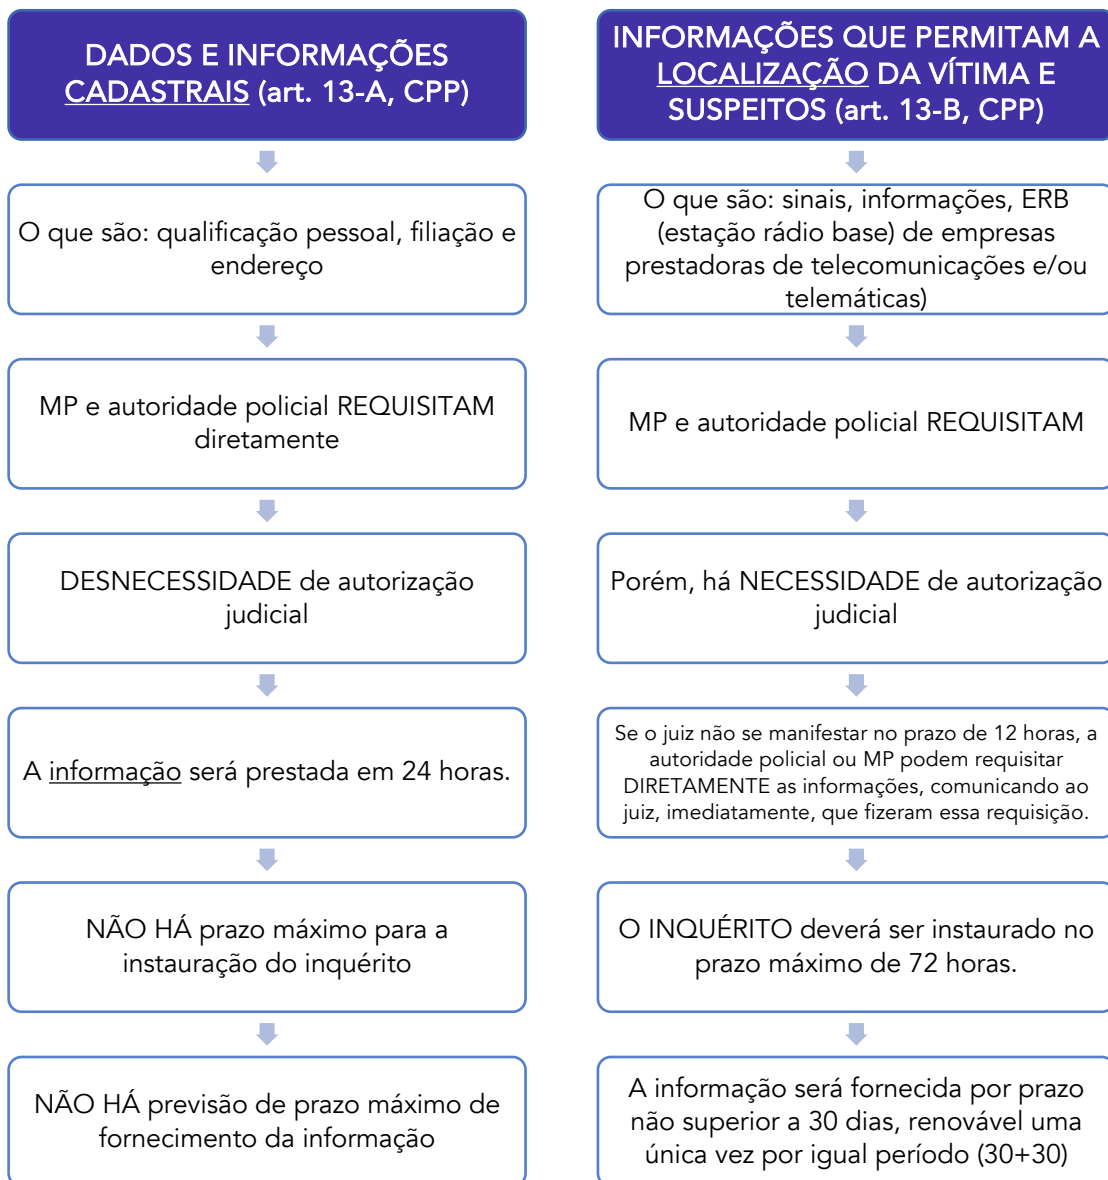 DADOS E INFORMAÇÕES
CADASTRAIS (art. 13-A, CPP)
O que são: qualificação pessoal, filiação e
endereço
MP e autoridade policial REQUISITAM
diretamente
DESNECESSIDADE de autorização
judicial
A informação será prestada em 24 horas.
NÃO HÁ prazo máximo para a
instauração do inquérito
NÃO HÁ previsão de prazo máximo de
fornecimento da informação
INFORMAÇÕES QUE PERMITAM A
LOCALIZAÇÃO DA VÍTIMA E
SUSPEITOS (art. 13-B, CPP)
O que são: sinais, informações, ERB
(estação rádio base) de empresas
prestadoras de telecomunicações e/ou
telemáticas)
MP e autoridade policial REQUISITAM
Porém, há NECESSIDADE de autorização
judicial
Se o juiz não se manifestar no prazo de 12 horas, a
autoridade policial ou MP podem requisitar
DIRETAMENTE as informações, comunicando ao
juiz, imediatamente, que fizeram essa requisição.
O INQUÉRITO deverá ser instaurado no
prazo máximo de 72 horas.
A informação será fornecida por prazo
não superior a 30 dias, renovável uma
única vez por igual período (30+30)